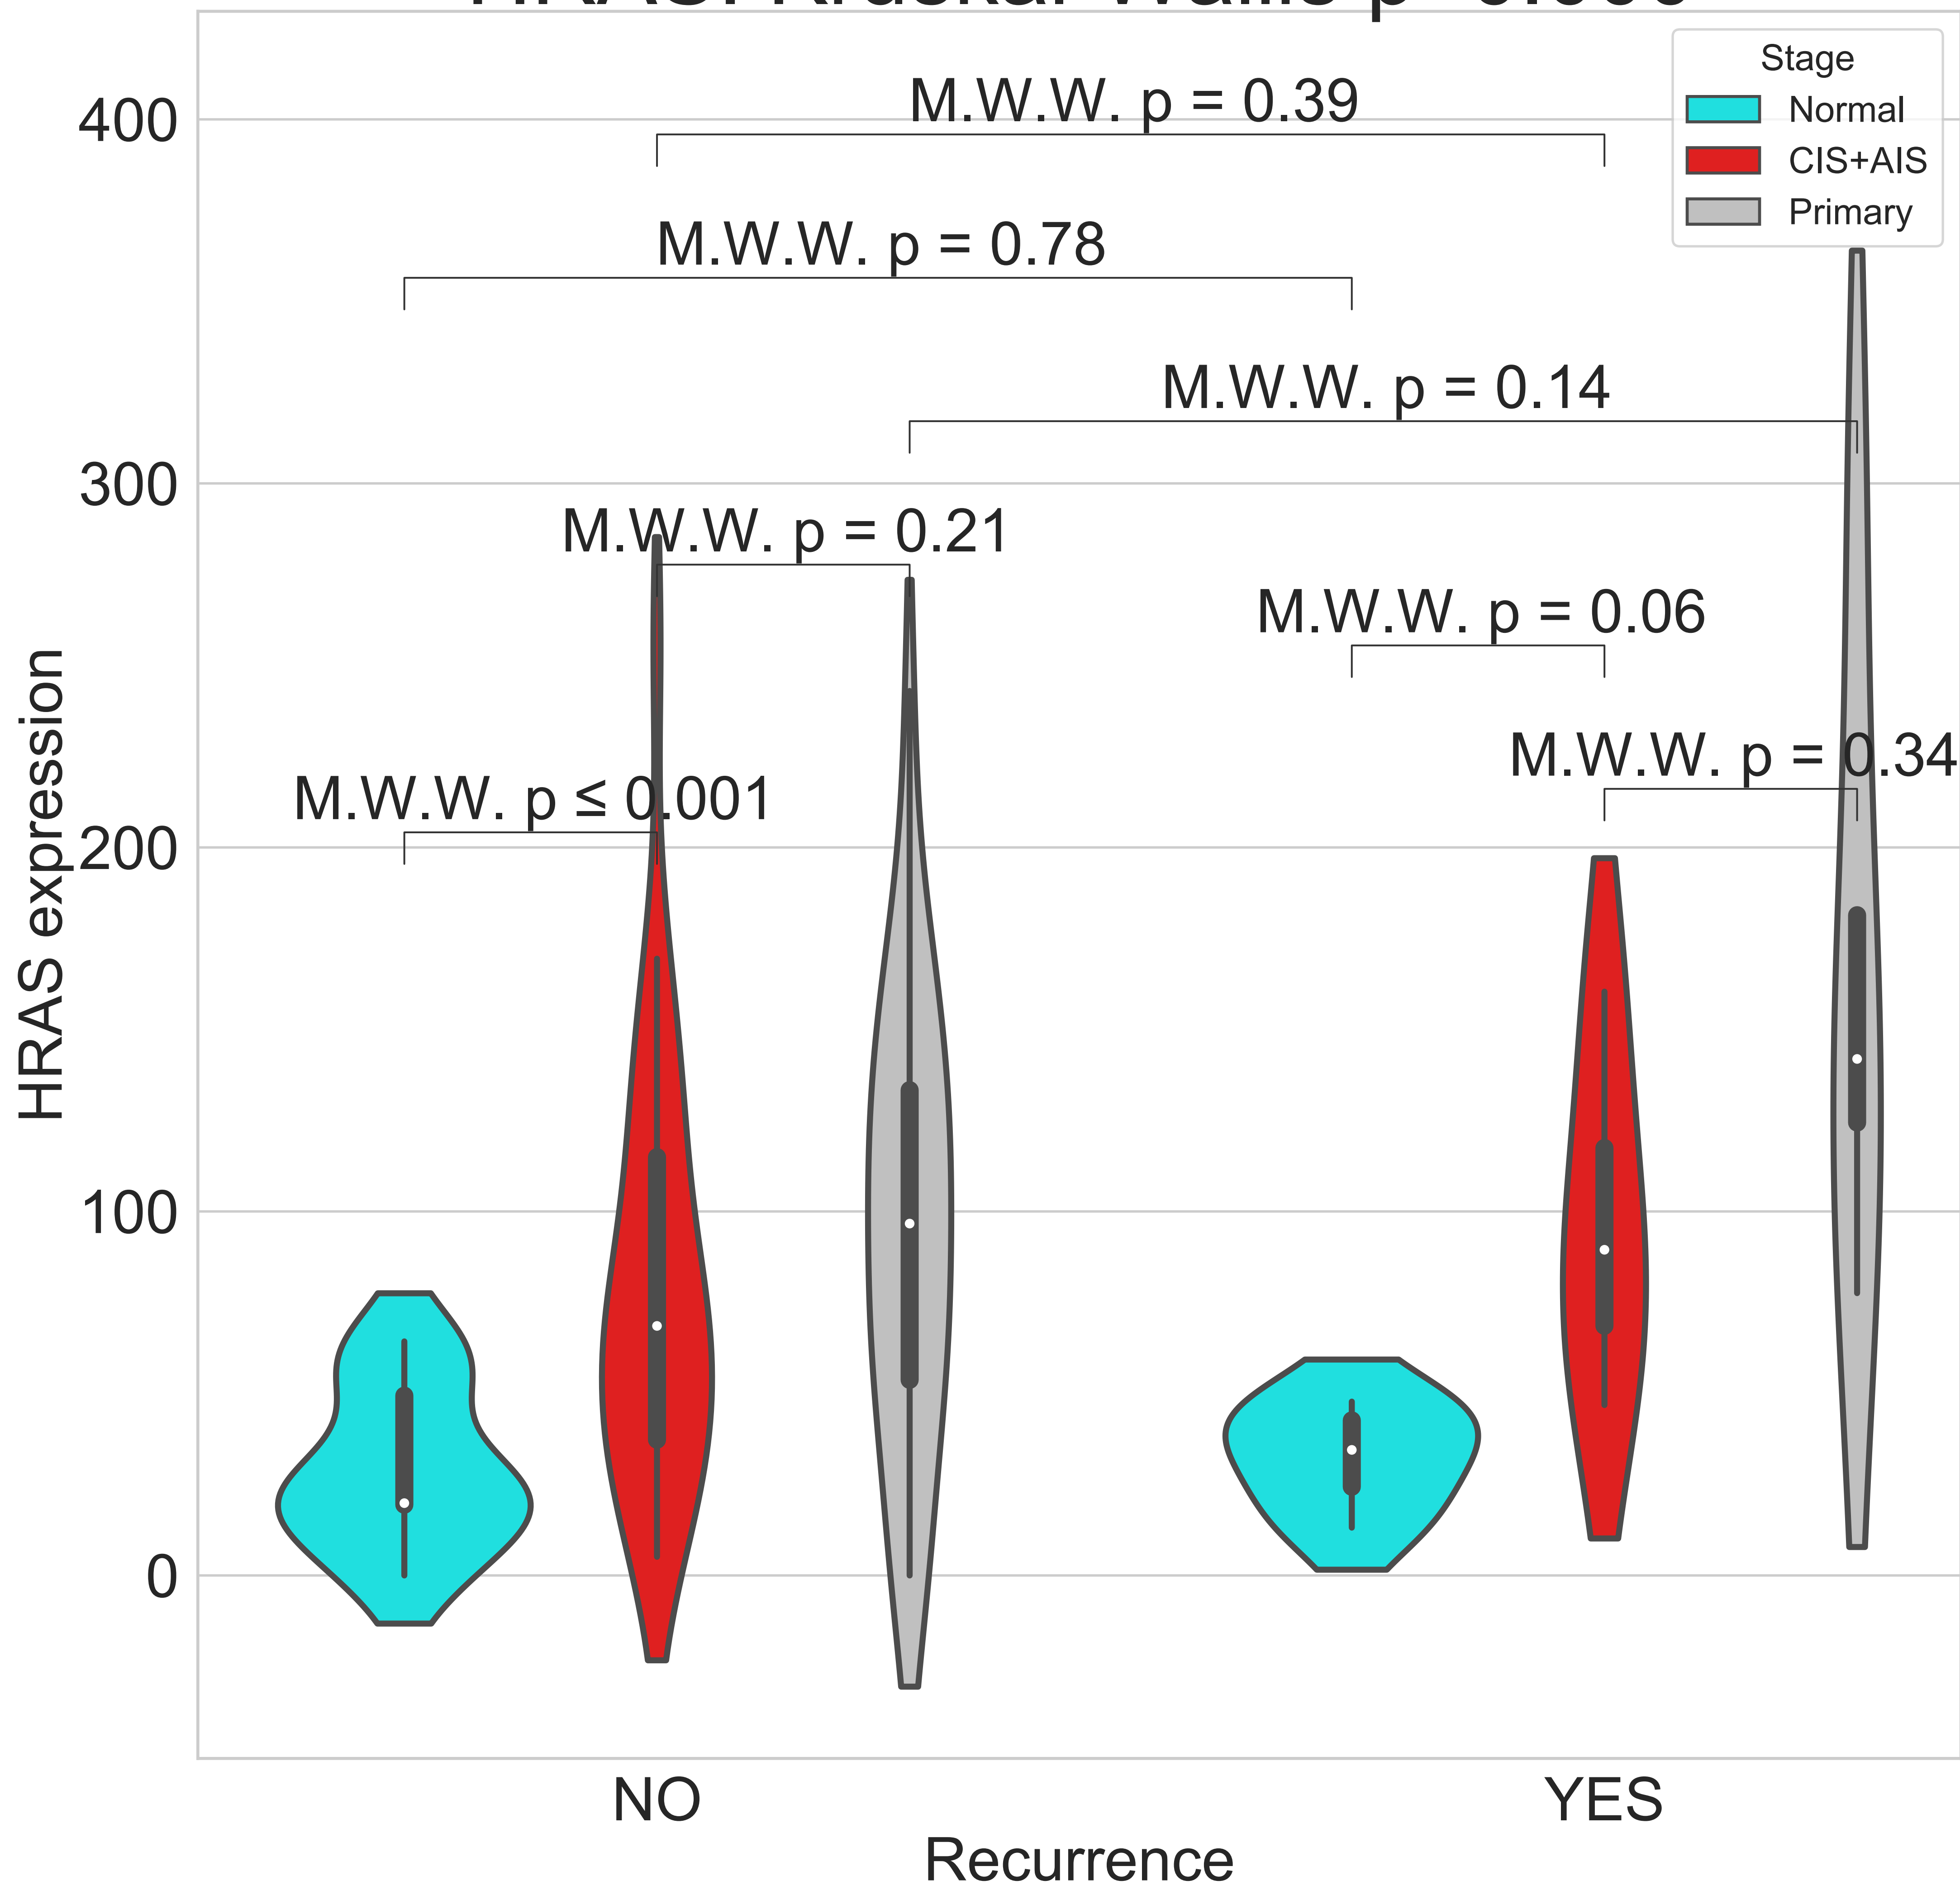 400
300
200
100
0
HRAS expression
M.W.W. p = 0.39
M.W.W. p = 0.78
M.W.W. p = 0.14
M.W.W. p = 0.21
M.W.W. p = 0.06
M.W.W. p = 0.34
M.W.W. p ≤ 0.001
Stage
Normal
CIS+AIS
Primary
NO
YES
Recurrence